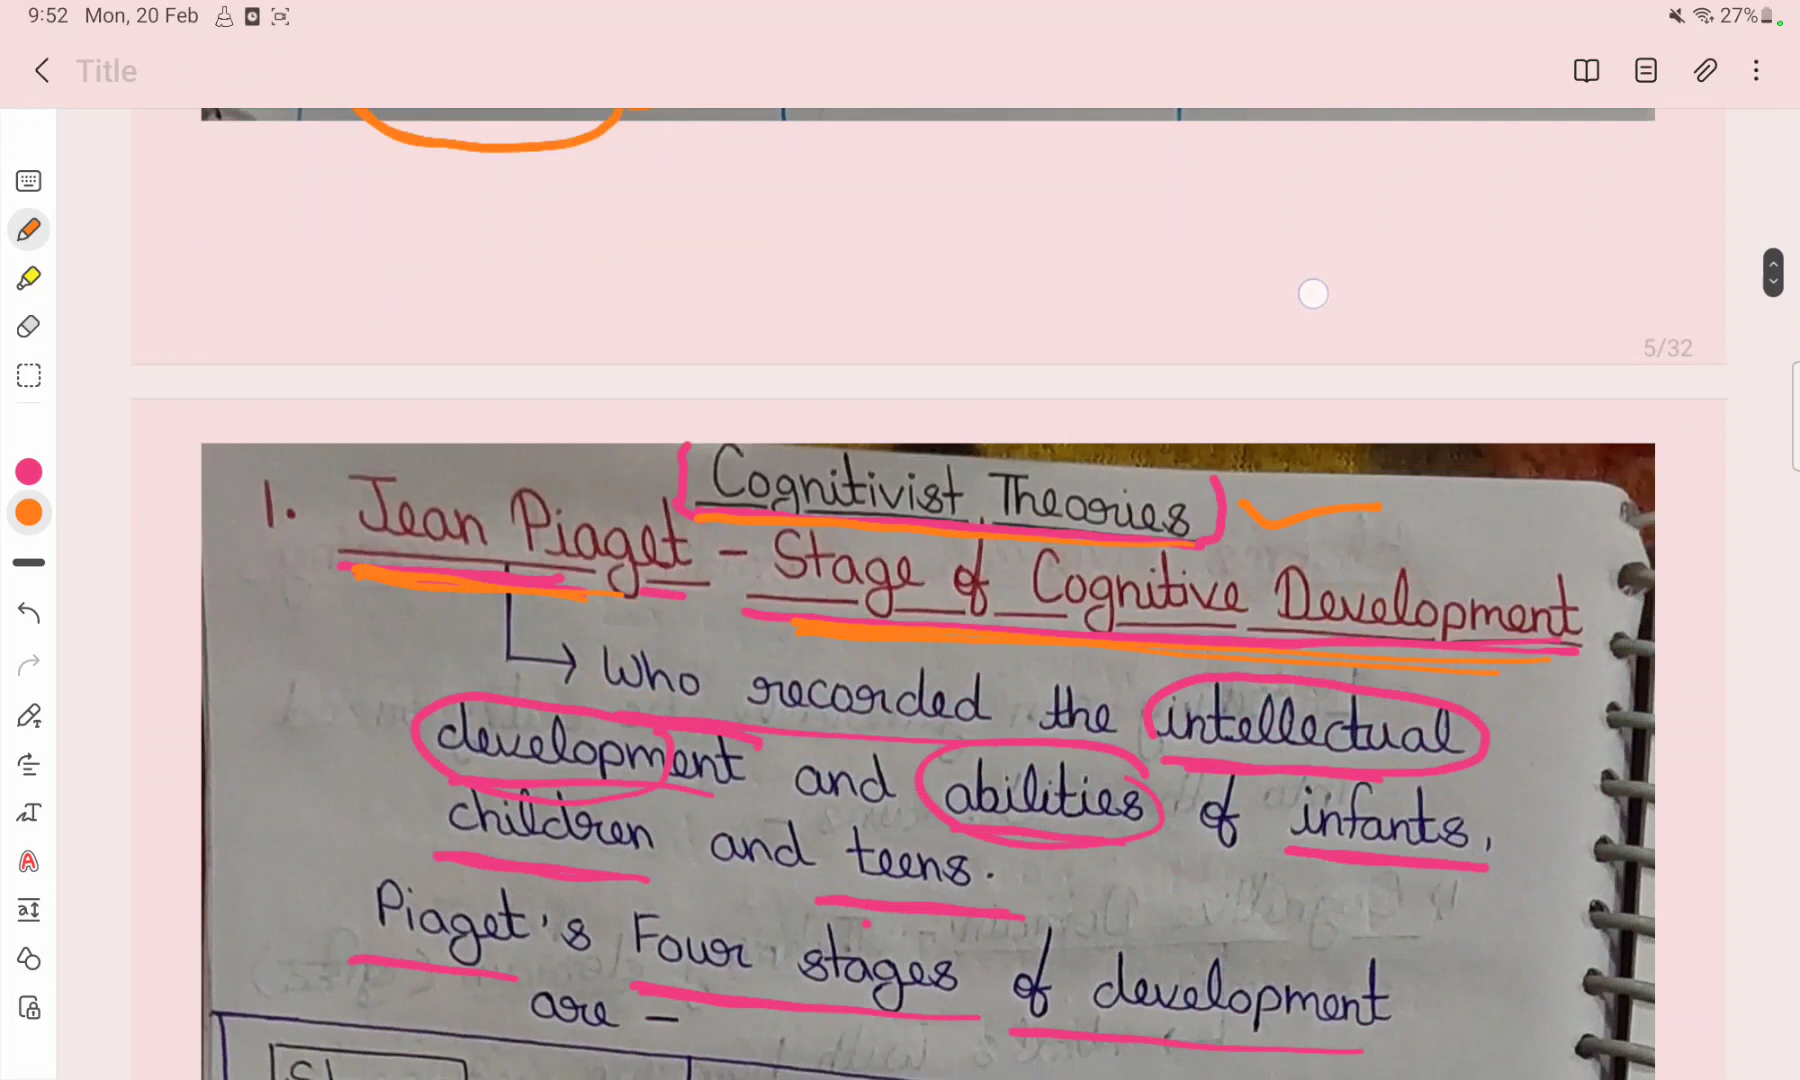 9:52 Mon, 20 Feb
27%
Title
5/32
Cognitivist Theories
1. Jean Piaget - Stage of Cognitive Development
Who recorded the intellectual
development and abilities of infants,
children and teens.
Piaget's Four stages of development
are -